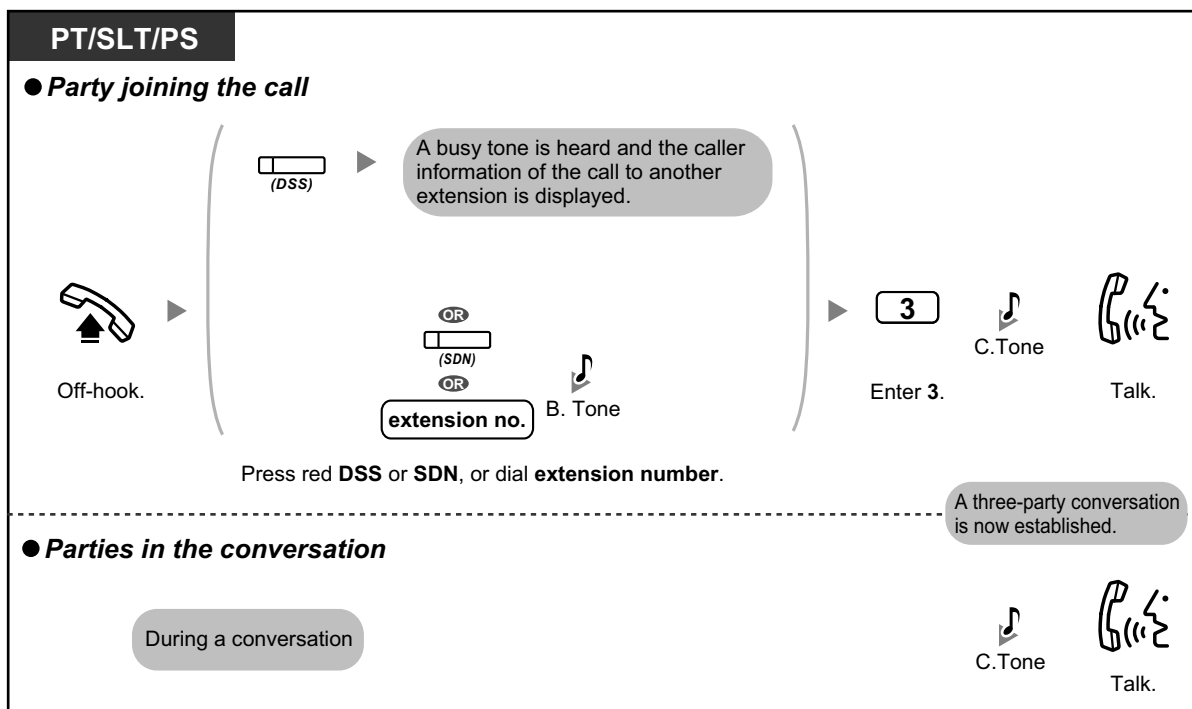 PT/SLT/PS
● Party joining the call
(DSS)
A busy tone is heard and the caller
information of the call to another
extension is displayed.
OR
(SDN)
OR
extension no.
B. Tone
3
C.Tone
Off-hook.
Enter 3.
Talk.
Press red DSS or SDN, or dial extension number.
A three-party conversation
is now established.
● Parties in the conversation
During a conversation
C.Tone
Talk.